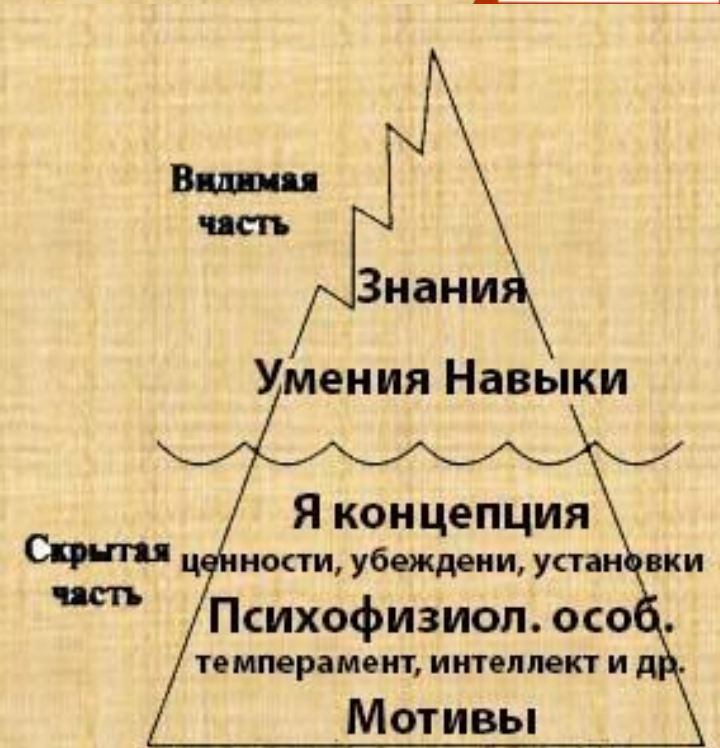 Видимая
часть
Знания
Умения Навыки
Я концепция
Скрытая
часть
ценности, убеждени, установки
Психофизиол. особ.
темперамент, интеллект и др.
Мотивы